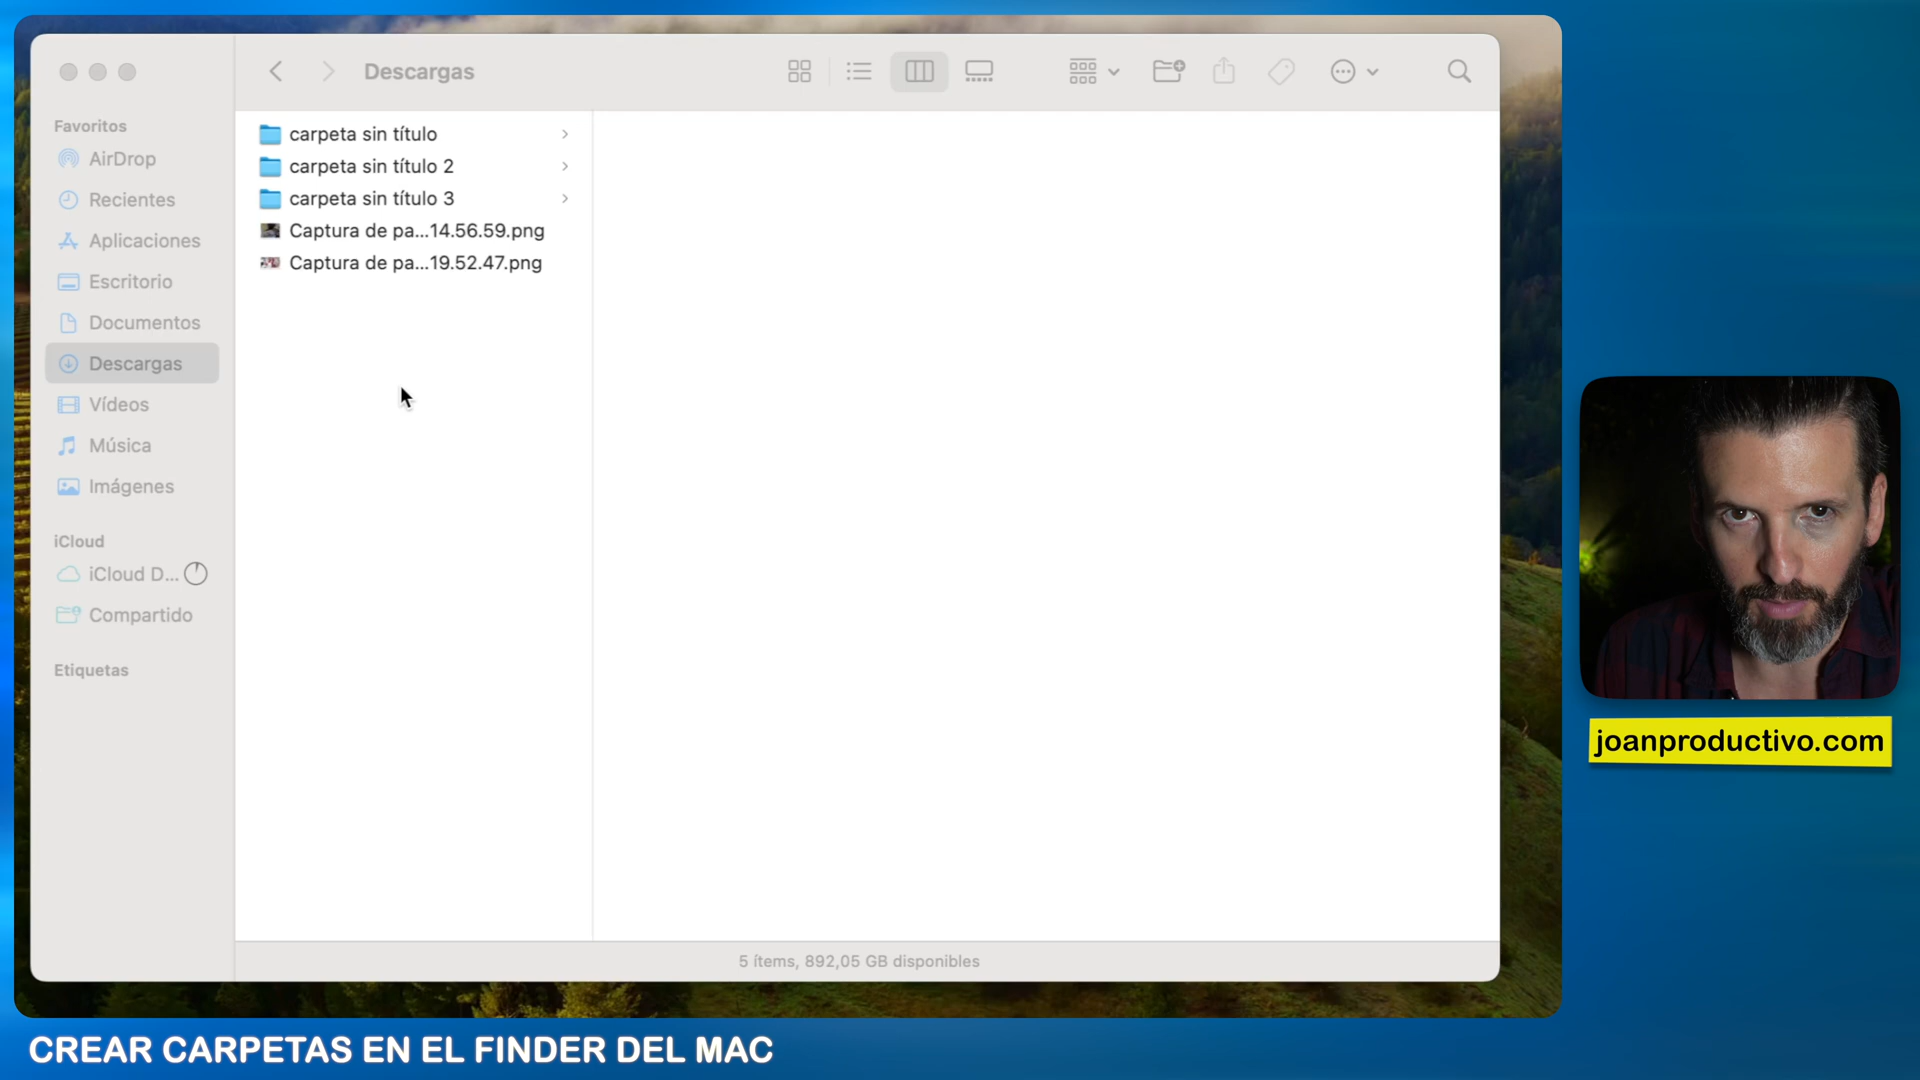 Descargas
Favoritos
AirDrop
Recientes
Aplicaciones
Escritorio
Documentos
Descargas
Vídeos
Música
Imágenes
iCloud
iCloud D...
Compartido
Etiquetas
carpeta sin título
carpeta sin título 2
carpeta sin título 3
Captura de pa...14.56.59.png
Captura de pa...19.52.47.png
5 ítems, 892,05 GB disponibles
joanproductivo.com
CREAR CARPETAS EN EL FINDER DEL MAC